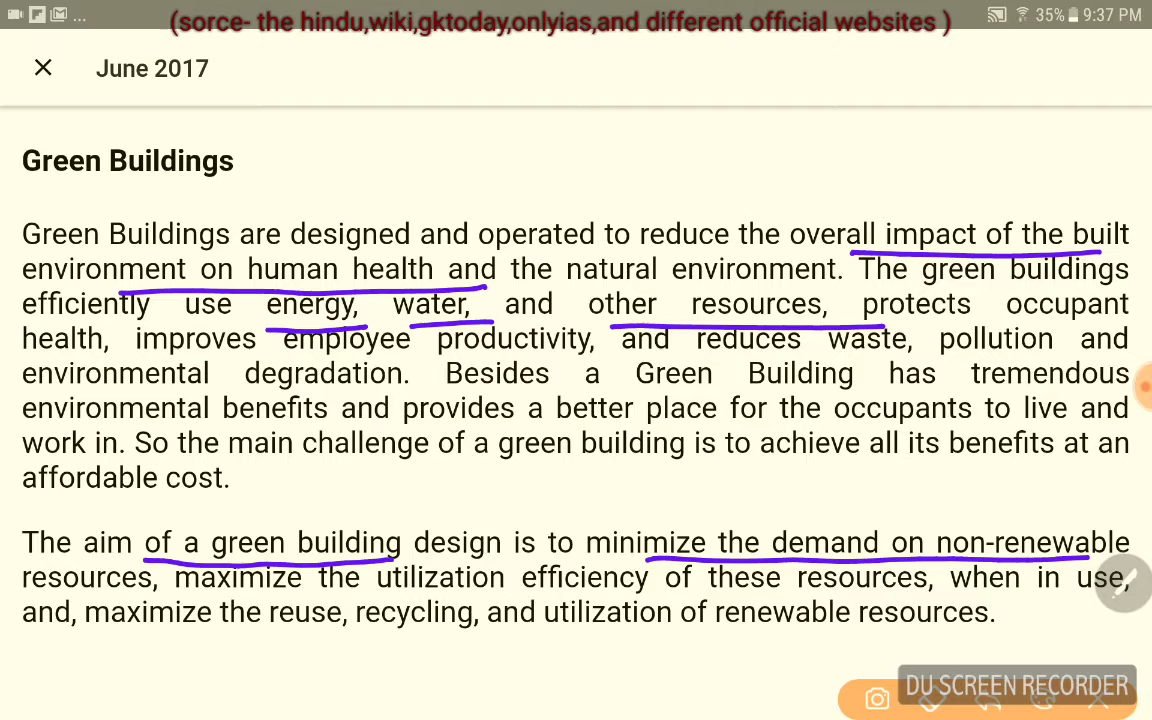 (sorce- the hindu,wiki,gktoday,onlyias,and different official websites )
... 35% 9:37 PM
June 2017
Green Buildings
Green Buildings are designed and operated to reduce the overall impact of the built
environment on human health and the natural environment. The green buildings
efficiently use energy, water, and other resources, protects occupant
health, improves employee productivity, and reduces waste, pollution and
environmental degradation. Besides a Green Building has tremendous
environmental benefits and provides a better place for the occupants to live and
work in. So the main challenge of a green building is to achieve all its benefits at an
affordable cost.
The aim of a green building design is to minimize the demand on non-renewable
resources, maximize the utilization efficiency of these resources, when in use,
and, maximize the reuse, recycling, and utilization of renewable resources.
DU SCREEN RECORDER